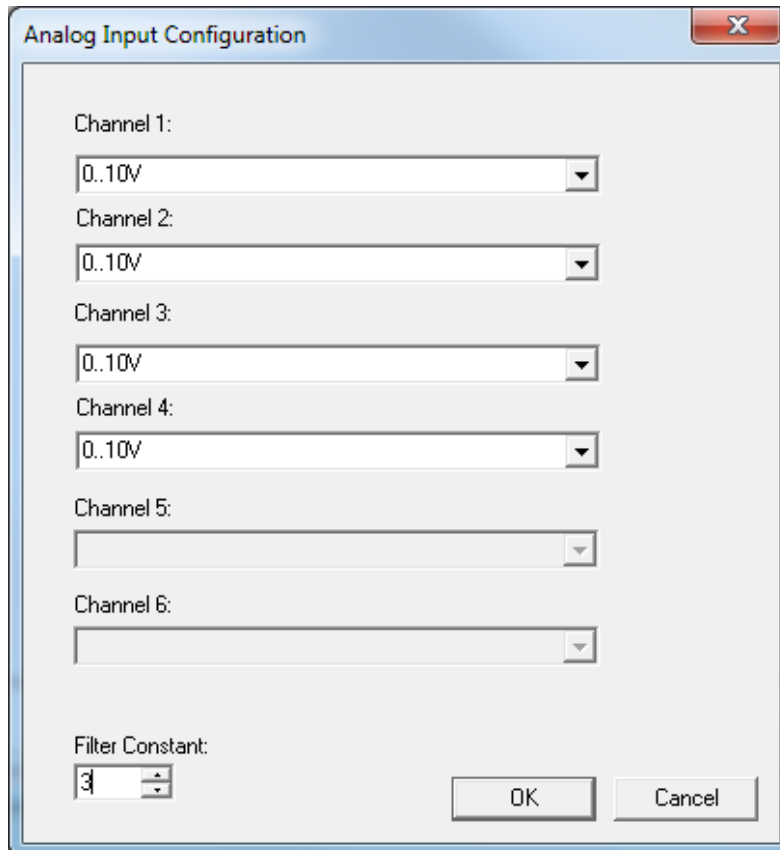 Analog Input Configuration
Channel 1:
0..10V
Channel 2:
0..10V
Channel 3:
0..10V
Channel 4:
0..10V
Channel 5:
Channel 6:
Filter Constant:
3
OK Cancel